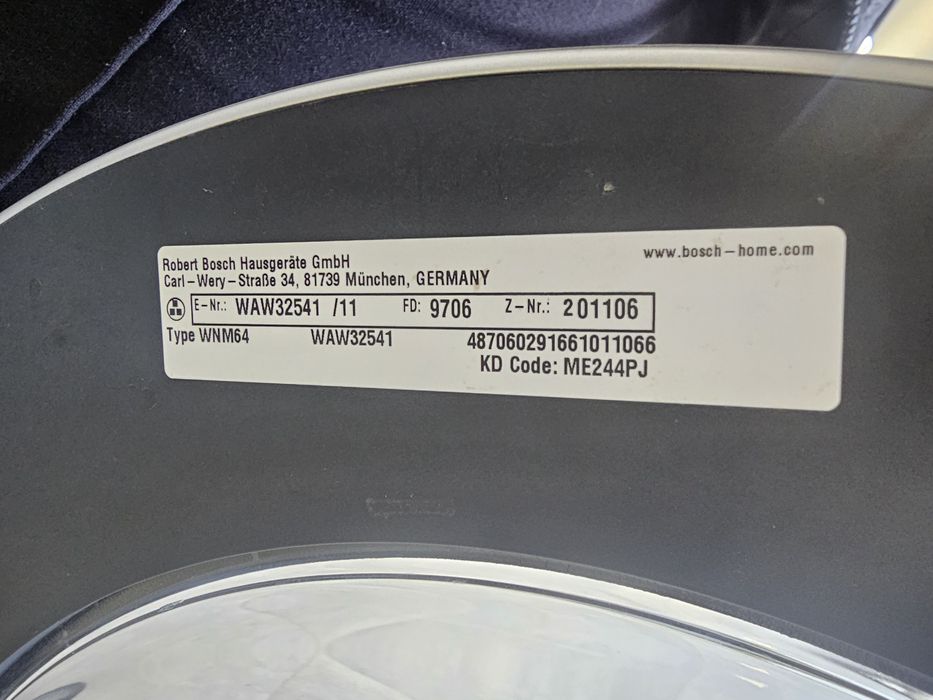 Robert Bosch Hausgeräte GmbH
www.bosch-home.com
Carl-Wery-Straße 34, 81739 München, GERMANY
E-Nr.: WAW32541 /11 FD: 9706 Z-Nr.: 201106
Type WNM64 WAW32541 487060291661011066
KD Code: ME244PJ